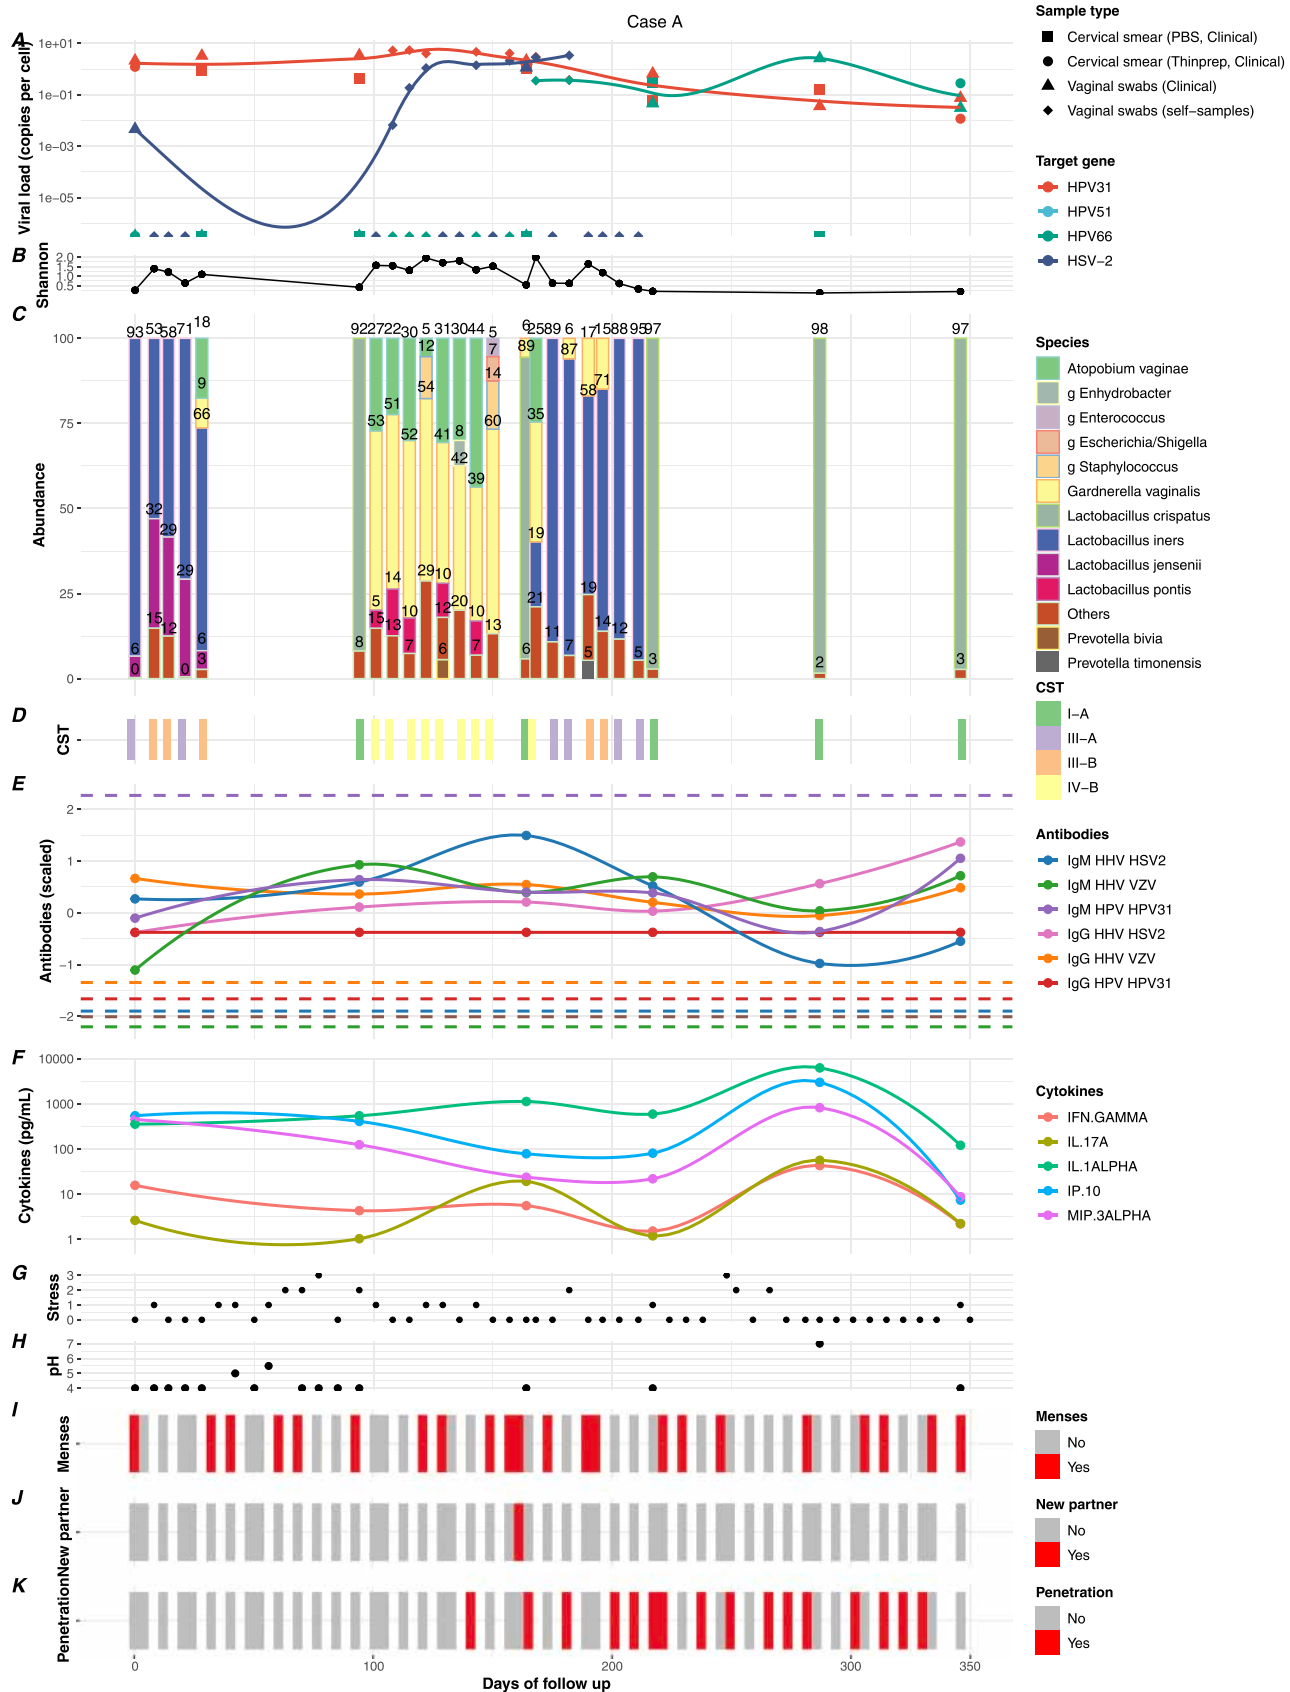 Case A
A
Viral load (copies per cell)
1e+01
1e−01
1e−03
1e−05
Sample type
Cervical smear (PBS, Clinical)
Cervical smear (Thinprep, Clinical)
Vaginal swabs (Clinical)
Vaginal swabs (self−samples)
Target gene
HPV31
HPV51
HPV66
HSV−2
B
Shannon
2.0
1.5
1.0
0.5
C
Abundance
100
75
50
25
0
93 53 58 71 18
92 27 22 30 5 31 30 44 5
6 25 89 6 17 15 88 95 97
98
97
12 7 89 87
9 54 14 71
66 53 51 52 41 8 60 35 58
42 39
32 29 19
29 14 29 10 21 19
15 12 5 15 13 10 12 20 10 13 11 14 12
6 6 8 7 6 7 6 7 5 5 3 2 3
0 0 3
Species
Atopobium vaginae
g Enhydrobacter
g Enterococcus
g Escherichia/Shigella
g Staphylococcus
Gardnerella vaginalis
Lactobacillus crispatus
Lactobacillus iners
Lactobacillus jensenii
Lactobacillus pontis
Others
Prevotella bivia
Prevotella timonensis
D
CST
CST
I−A
III−A
III−B
IV−B
E
Antibodies (scaled)
2
1
0
−1
−2
Antibodies
IgM HHV HSV2
IgM HHV VZV
IgM HPV HPV31
IgG HHV HSV2
IgG HHV VZV
IgG HPV HPV31
F
Cytokines (pg/mL)
10000
1000
100
10
1
Cytokines
IFN.GAMMA
IL.17A
IL.1ALPHA
IP.10
MIP.3ALPHA
G
Stress
3
2
1
0
H
pH
7
6
5
4
I
Menses
Menses
No
Yes
J
New partner
New partner
No
Yes
K
Penetration
Penetration
No
Yes
0 100 200 300 350
Days of follow up